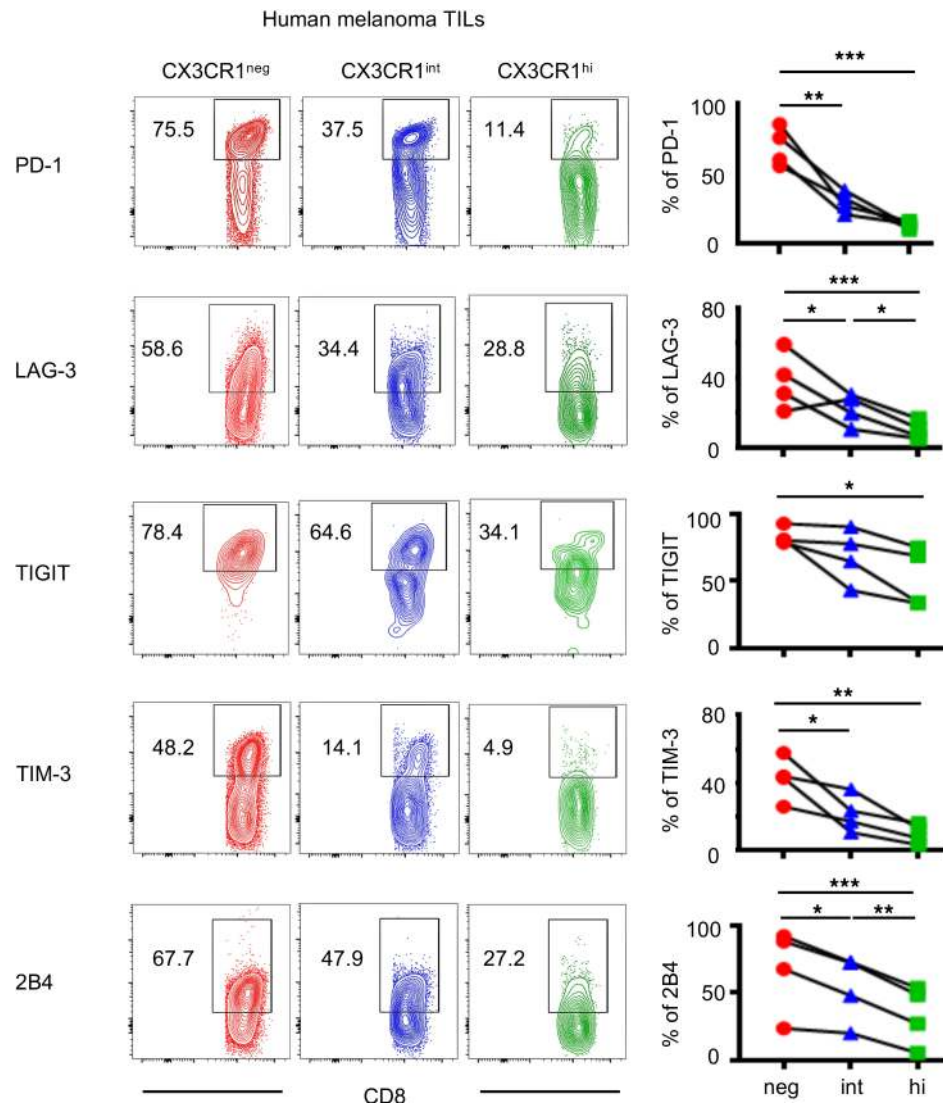 Human melanoma TILs
CX3CR1neg CX3CR1int CX3CR1hi
PD-1
75.5 37.5 11.4
% of PD-1
100
50
0
***
**
LAG-3
58.6 34.4 28.8
% of LAG-3
80
40
0
***
* *
TIGIT
78.4 64.6 34.1
% of TIGIT
100
50
0
*
TIM-3
48.2 14.1 4.9
% of TIM-3
80
40
0
**
*
2B4
67.7 47.9 27.2
% of 2B4
100
50
0
***
* **
neg int hi
CD8